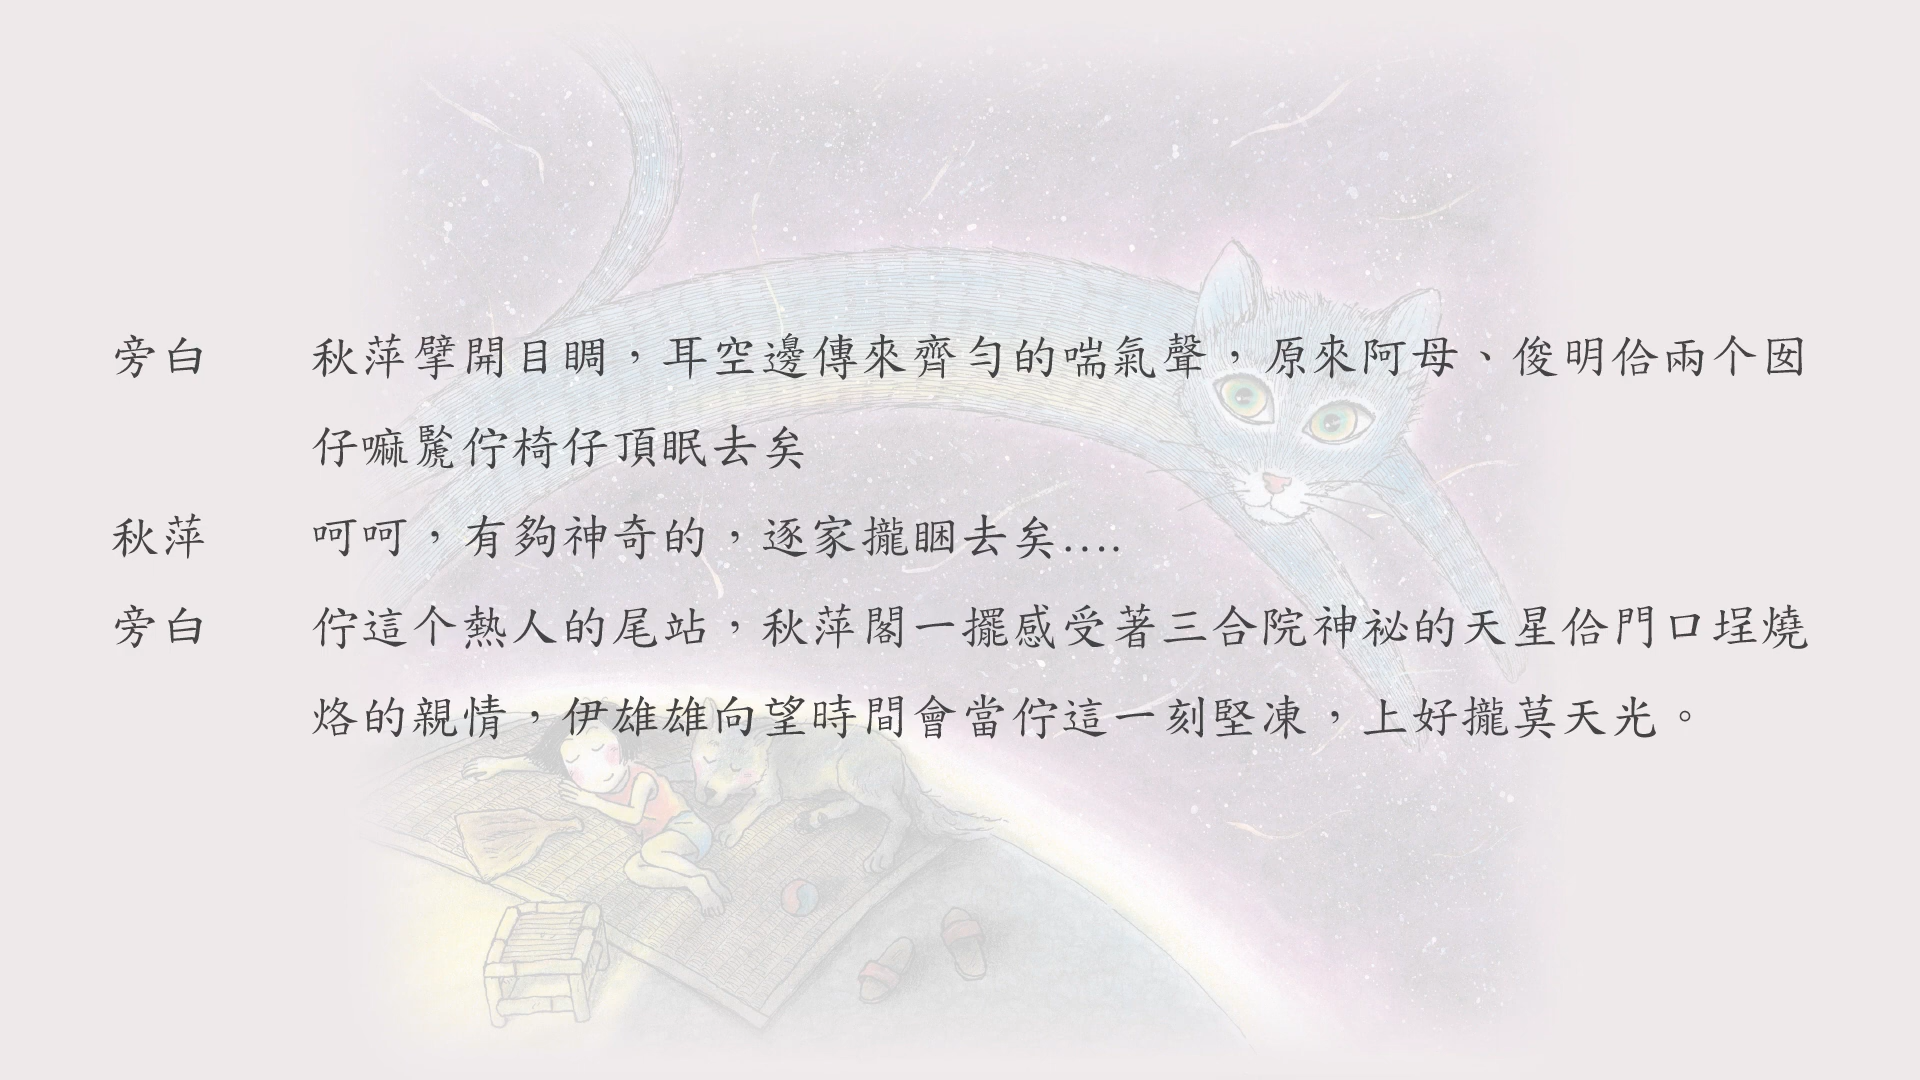 旁白 秋萍擘開目睭，耳空邊傳來齊勻的喘氣聲，原來阿母、俊明佮兩个囡
仔嘛鬖佇椅仔頂眠去矣
秋萍 呵呵，有夠神奇的，逐家攏睏去矣....
旁白 佇這个熱人的尾站，秋萍閣一擺感受著三合院神祕的天星佮門口埕燒
烙的親情，伊雄雄向望時間會當佇這一刻堅凍，上好攏莫天光。